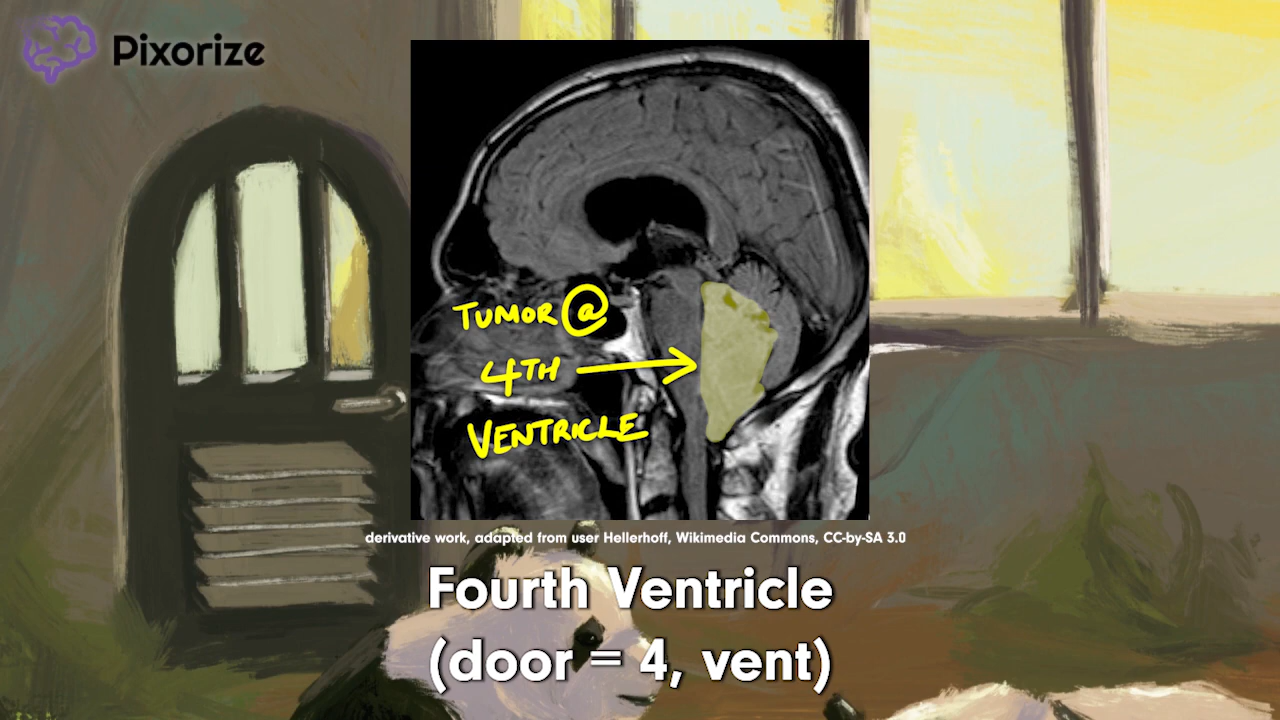 Pixorize
TUMOR @
4TH
VENTRICLE
derivative work, adapted from user Hellerhoff, Wikimedia Commons, CC-by-SA 3.0
Fourth Ventricle
(door = 4, vent)